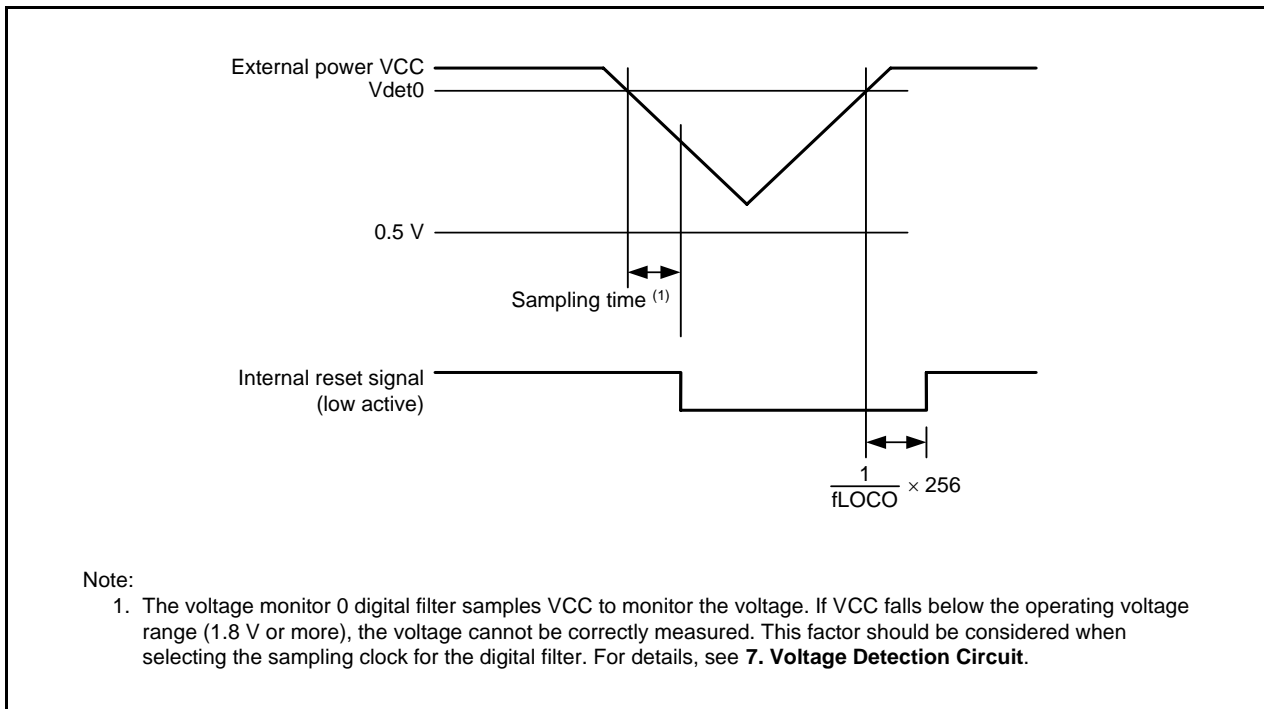 External power VCC
Vdet0
0.5 V
Sampling time (1)
Internal reset signal
(low active)
1
fLOCO × 256
Note:
1. The voltage monitor 0 digital filter samples VCC to monitor the voltage. If VCC falls below the operating voltage
range (1.8 V or more), the voltage cannot be correctly measured. This factor should be considered when
selecting the sampling clock for the digital filter. For details, see 7. Voltage Detection Circuit.